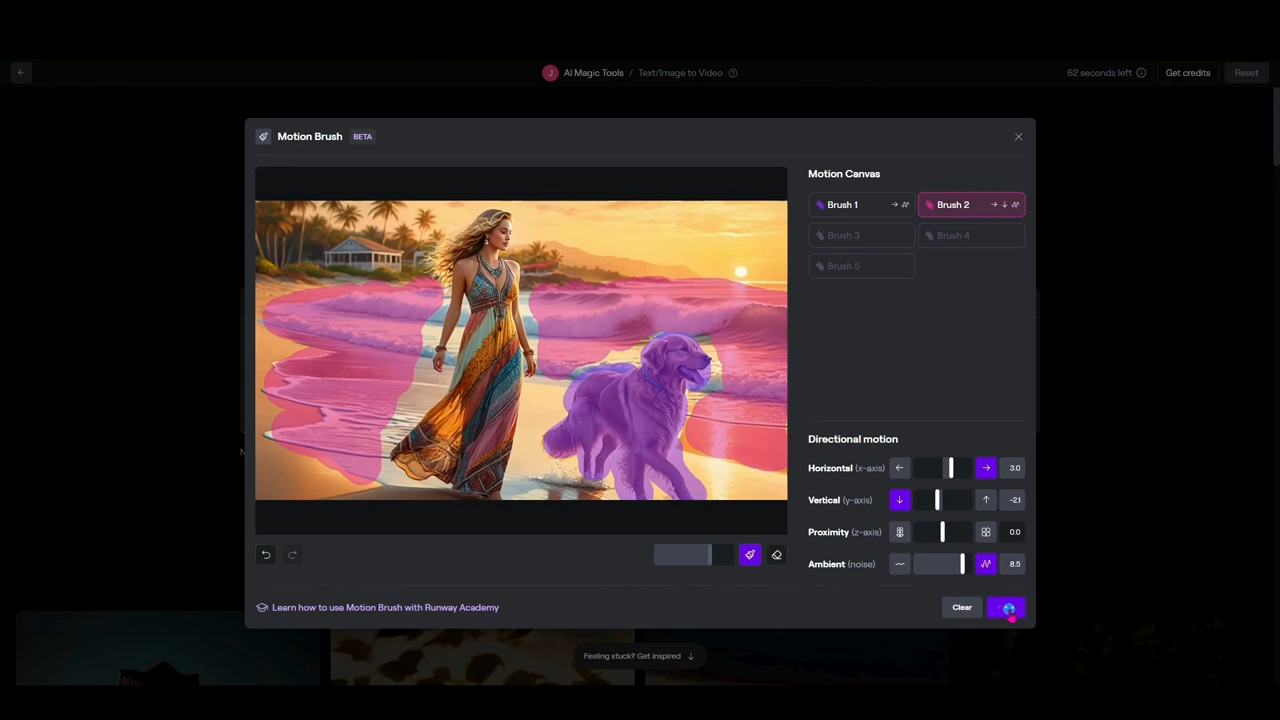 J AI Magic Tools / Text/Image to Video
62 seconds left
Get credits
Reset
Motion Brush BETA
Motion Canvas
Brush 1
Brush 2
Brush 3
Brush 4
Brush 5
Directional motion
Horizontal (x-axis) 3.0
Vertical (y-axis) -2.1
Proximity (z-axis) 0.0
Ambient (noise) 8.5
Learn how to use Motion Brush with Runway Academy
Clear
Feeling stuck? Get inspired